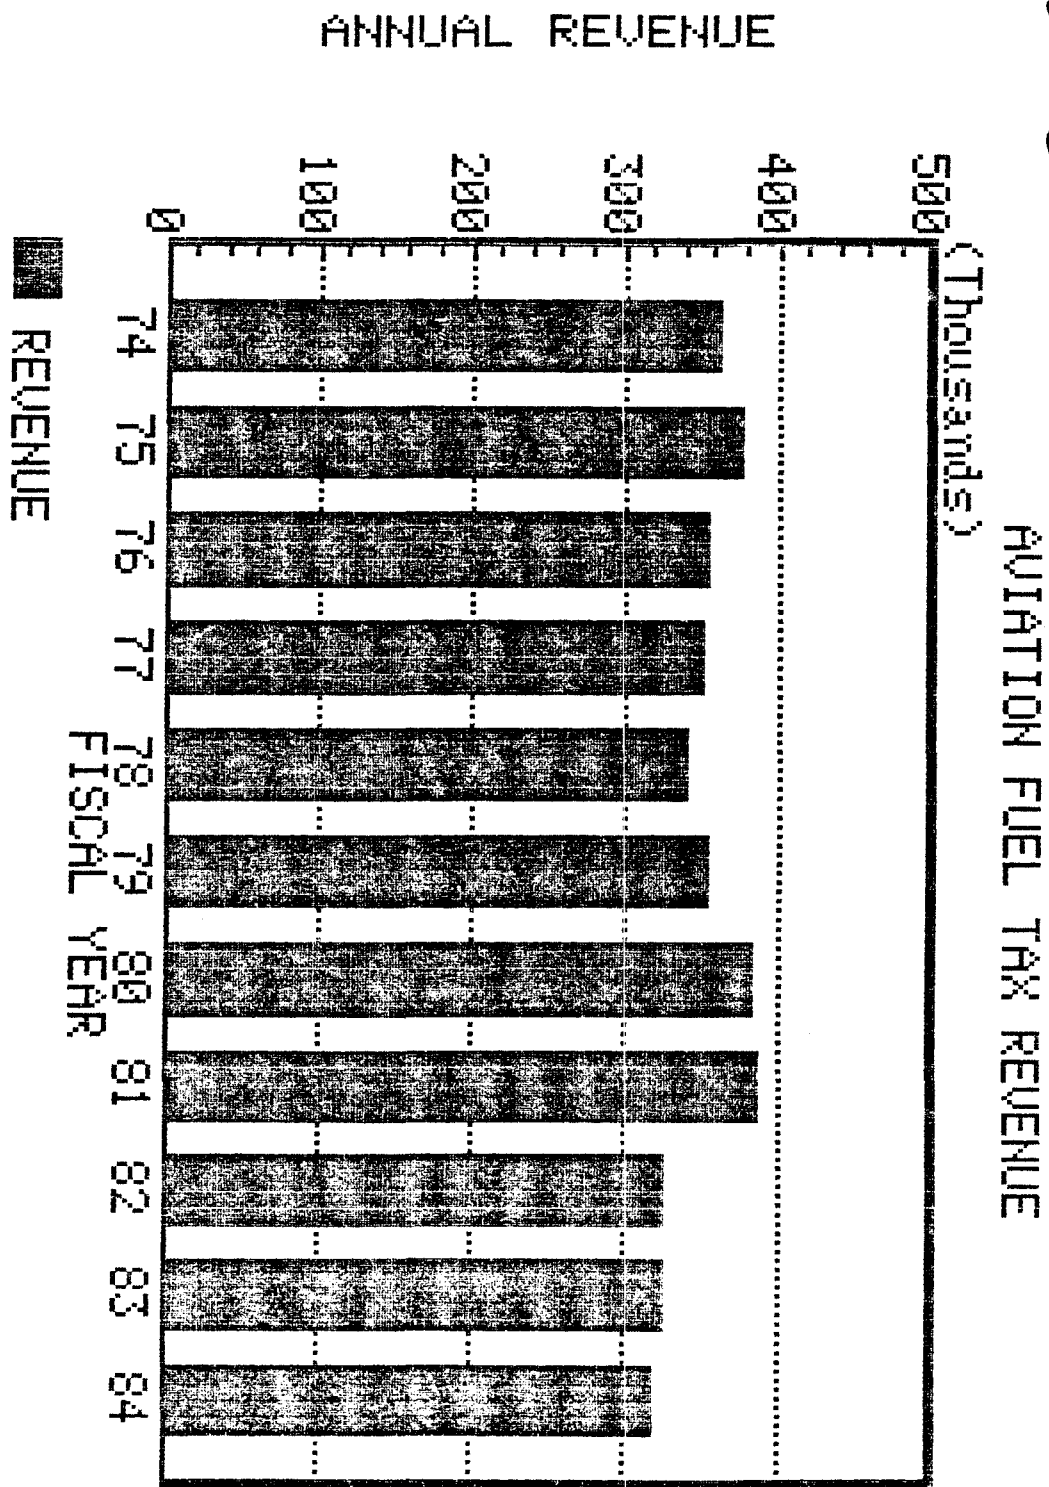 AVIATION FUEL TAX REVENUE
(Thousands)
500
400
300
200
100
0
ANNUAL REVENUE
74 75 76 77 78 79 80 81 82 83 84
FISCAL YEAR
REVENUE